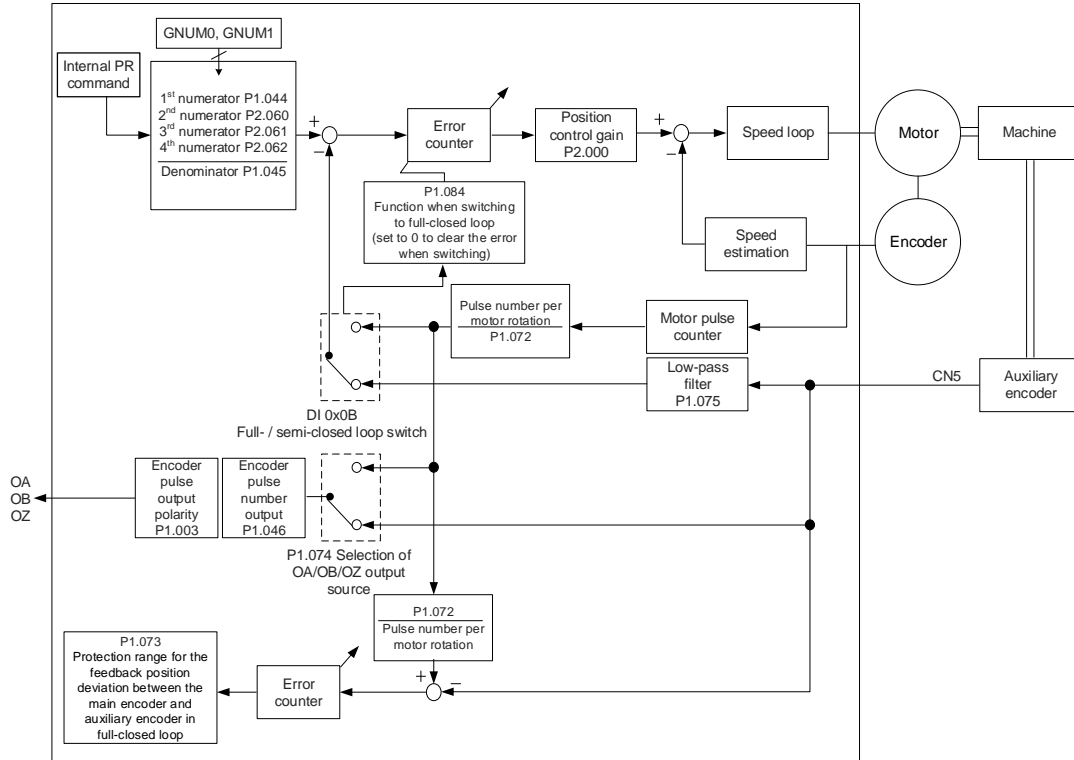 GNUM0, GNUM1
Internal PR
command
1st numerator P1.044
2nd numerator P2.060
3rd numerator P2.061
4th numerator P2.062
Denominator P1.045
+
−
Error
counter
Position
control gain
P2.000
+
−
Speed loop
Motor
Machine
P1.084
Function when switching
to full-closed loop
(set to 0 to clear the error
when switching)
Speed
estimation
Encoder
Pulse number per
motor rotation
P1.072
Motor pulse
counter
Low-pass
filter
P1.075
CN5
Auxiliary
encoder
DI 0x0B
Full- / semi-closed loop switch
OA
OB
OZ
Encoder
pulse
output
polarity
P1.003
Encoder
pulse
number
output
P1.046
P1.074 Selection of
OA/OB/OZ output
source
P1.072
Pulse number per
motor rotation
P1.073
Protection range for the
feedback position
deviation between the
main encoder and
auxiliary encoder in
full-closed loop
Error
counter
+
−